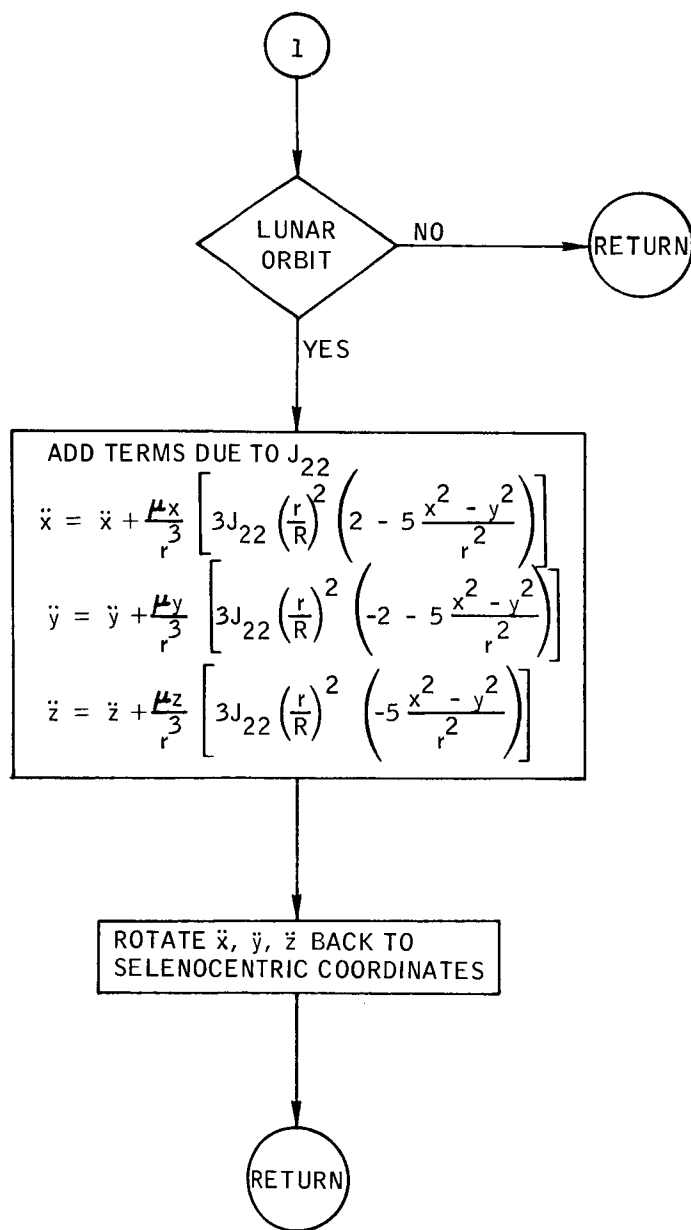 1
LUNAR
ORBIT
NO
RETURN
YES
ADD TERMS DUE TO J₂₂
ẍ = ẍ + μx/r³ [3J₂₂ (r/R)² (2 - 5 (x² - y²)/r²)]
ÿ = ÿ + μy/r³ [3J₂₂ (r/R)² (-2 - 5 (x² - y²)/r²)]
z̈ = z̈ + μz/r³ [3J₂₂ (r/R)² (-5 (x² - y²)/r²)]
ROTATE ẍ, ÿ, z̈ BACK TO
SELENOCENTRIC COORDINATES
RETURN